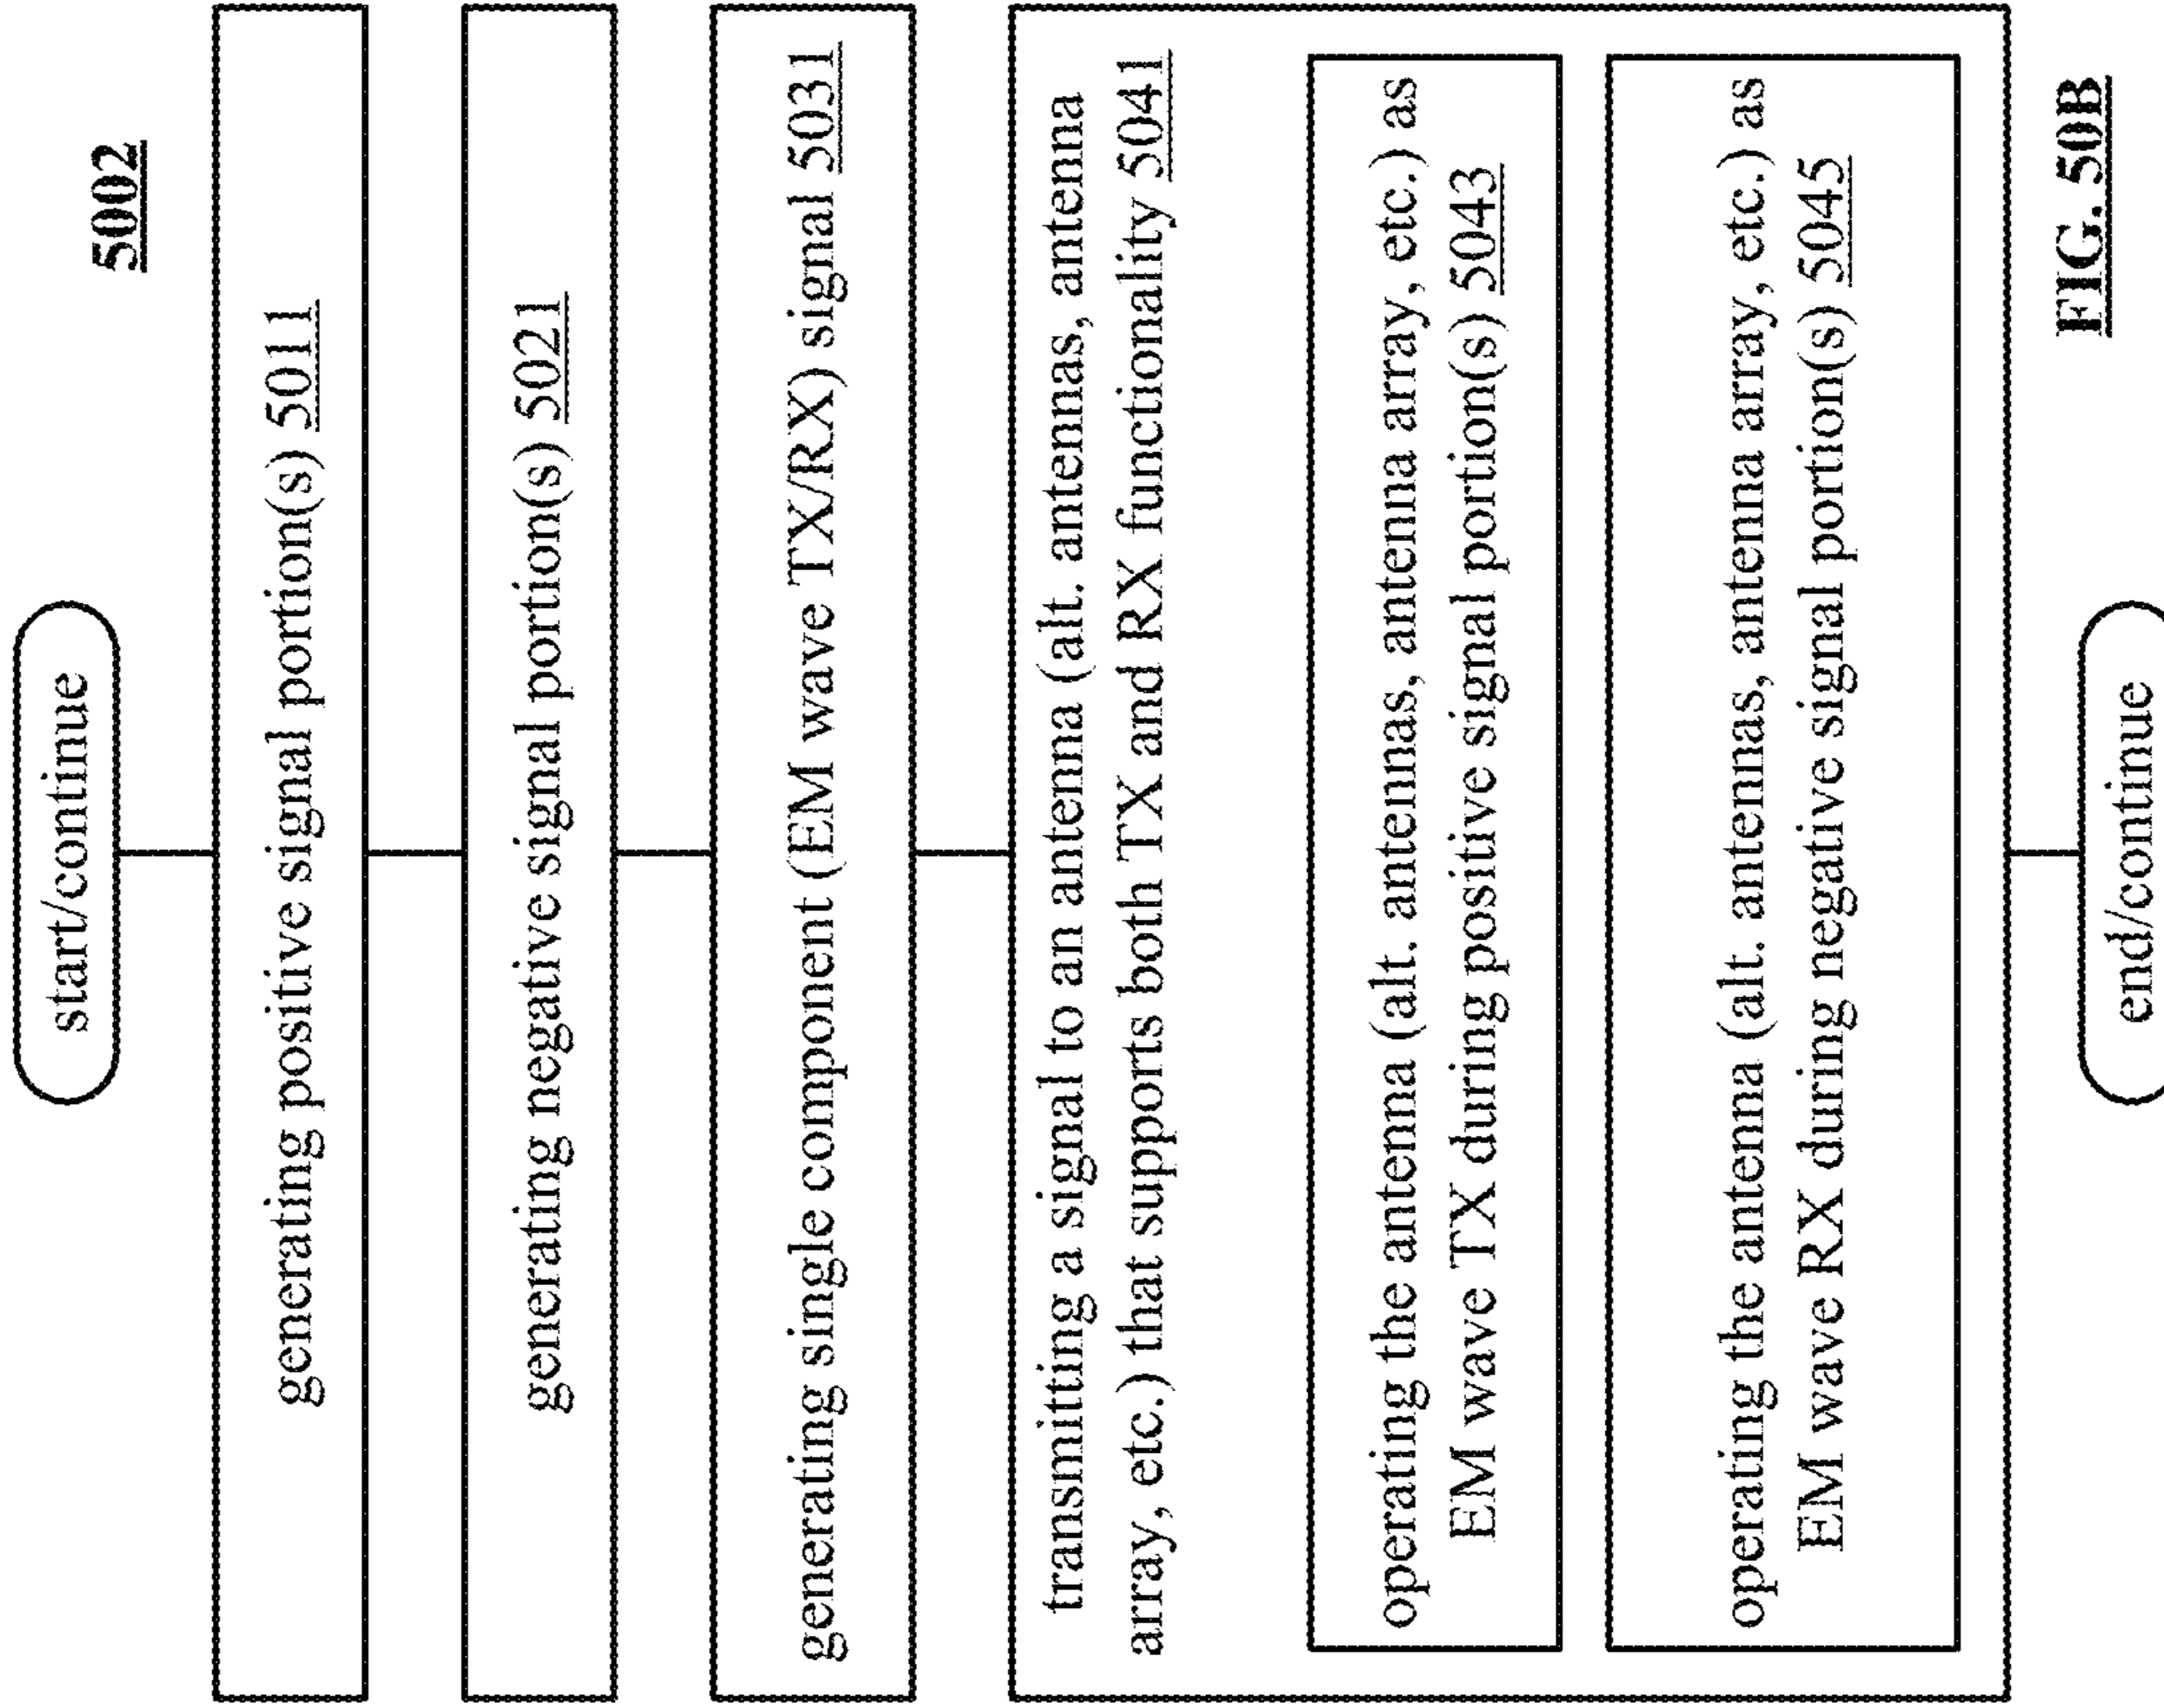 5002
start/continue
generating positive signal portion(s) 5011
generating negative signal portion(s) 5021
generating single component (EM wave TX/RX) signal 5031
transmitting a signal to an antenna (alt. antennas, antenna
array, etc.) that supports both TX and RX functionality 5041
operating the antenna (alt. antennas, antenna array, etc.) as
EM wave TX during positive signal portion(s) 5043
operating the antenna (alt. antennas, antenna array, etc.) as
EM wave RX during negative signal portion(s) 5045
end/continue
FIG. 50B